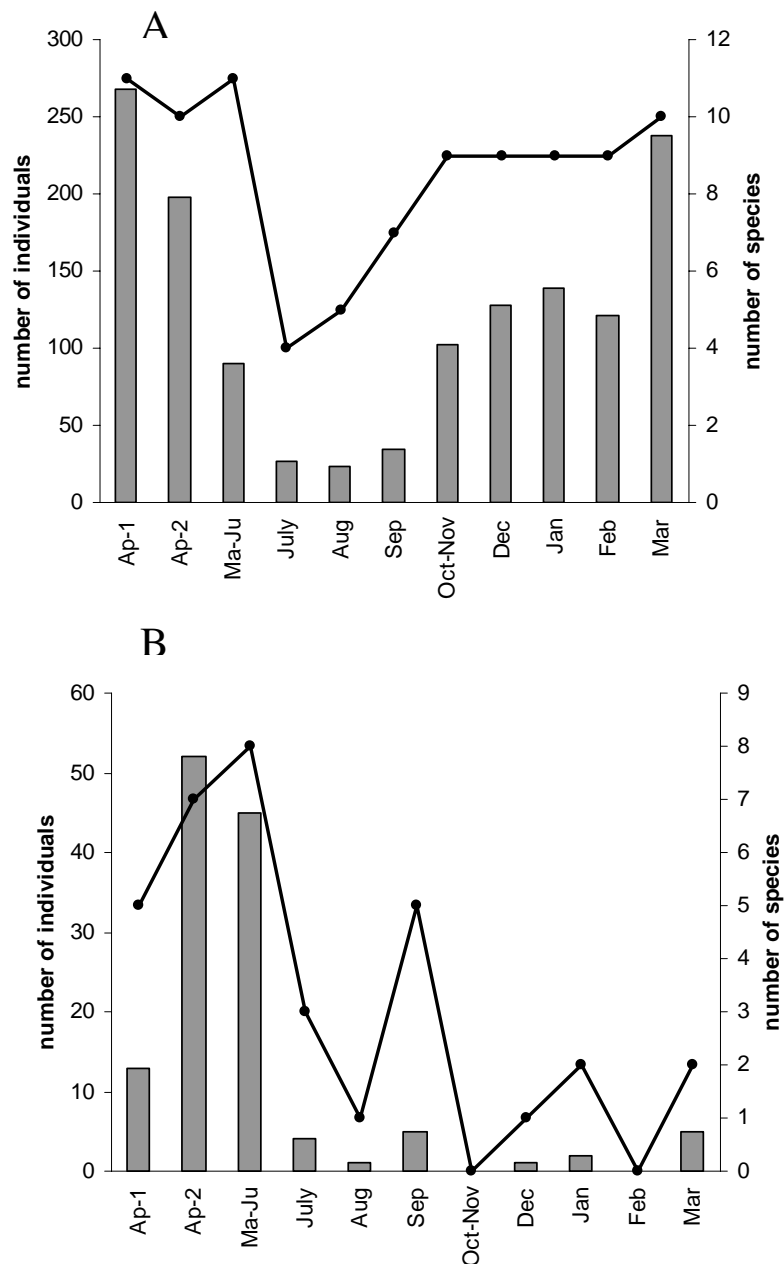 A
300
250
200
150
100
50
0
number of individuals
12
10
8
6
4
2
0
number of species
Ap-1
Ap-2
Ma-Ju
July
Aug
Sep
Oct-Nov
Dec
Jan
Feb
Mar
B
60
50
40
30
20
10
0
number of individuals
9
8
7
6
5
4
3
2
1
0
number of species
Ap-1
Ap-2
Ma-Ju
July
Aug
Sep
Oct-Nov
Dec
Jan
Feb
Mar